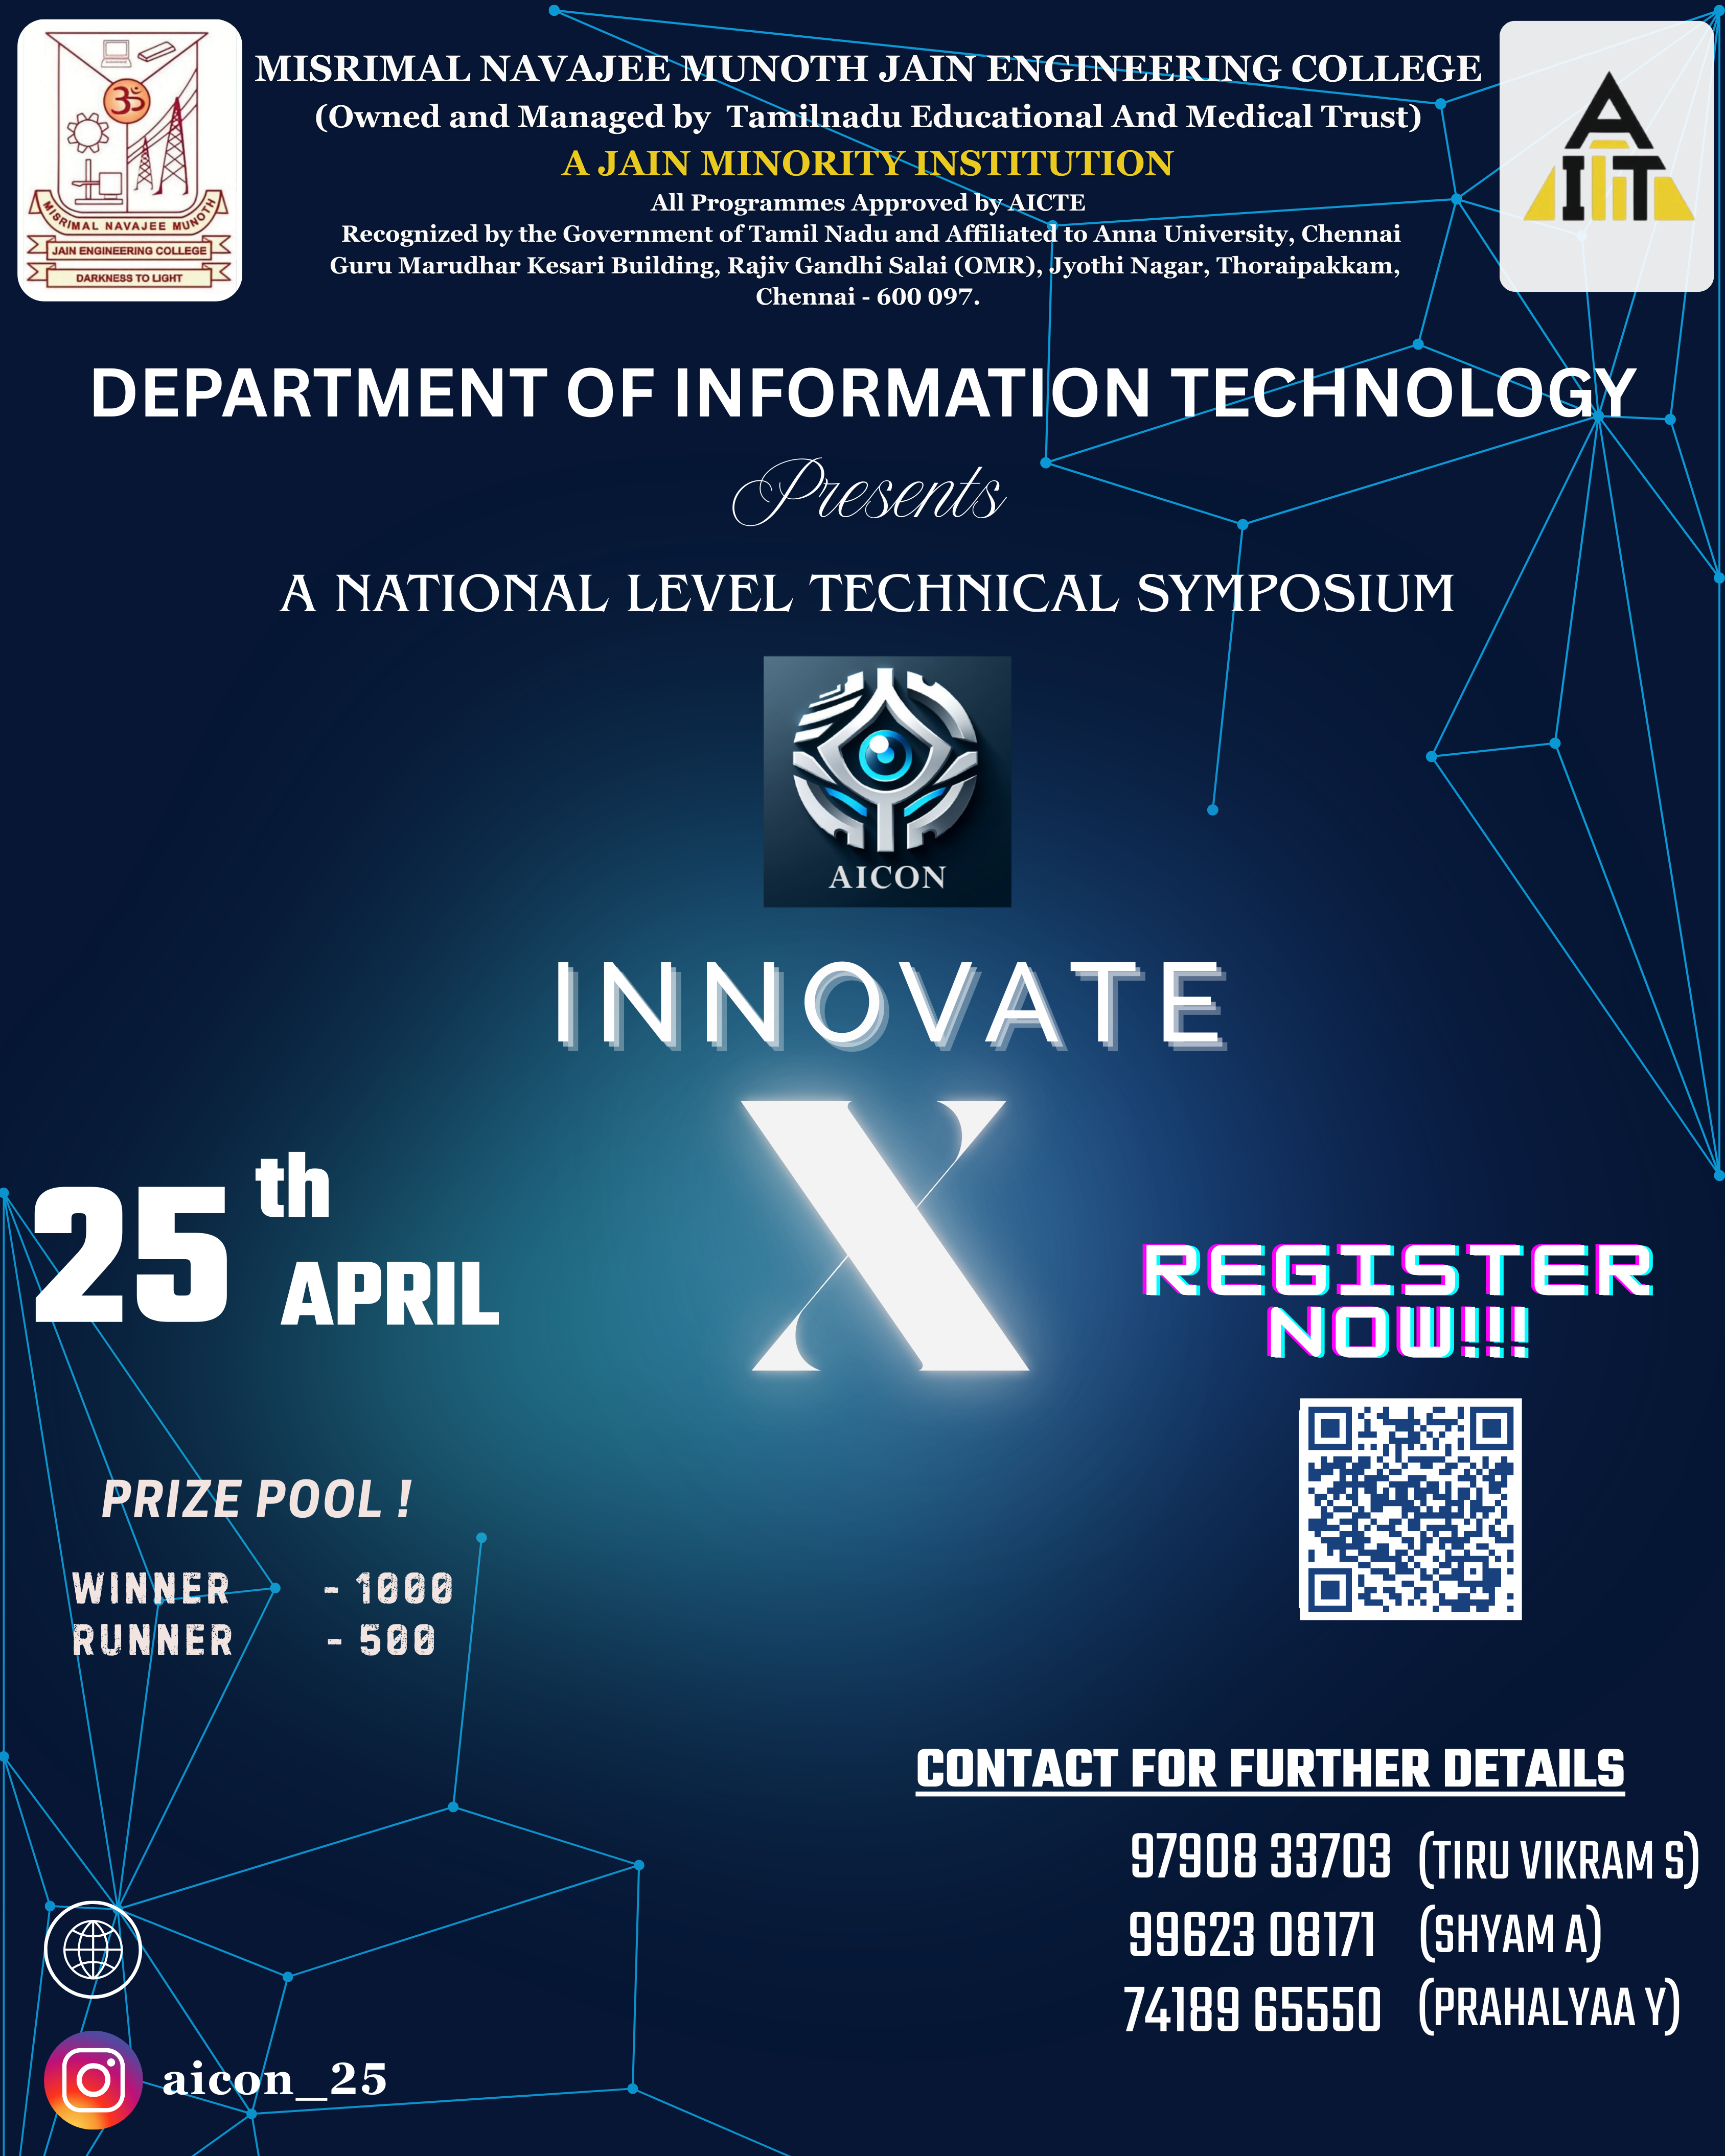 MISRIMAL NAVAJEE MUNOTH
JAIN ENGINEERING COLLEGE
DARKNESS TO LIGHT
MISRIMAL NAVAJEE MUNOTH JAIN ENGINEERING COLLEGE
(Owned and Managed by Tamilnadu Educational And Medical Trust)
A JAIN MINORITY INSTITUTION
All Programmes Approved by AICTE
Recognized by the Government of Tamil Nadu and Affiliated to Anna University, Chennai
Guru Marudhar Kesari Building, Rajiv Gandhi Salai (OMR), Jyothi Nagar, Thoraipakkam,
Chennai - 600 097.
A
IIT
DEPARTMENT OF INFORMATION TECHNOLOGY
Presents
A NATIONAL LEVEL TECHNICAL SYMPOSIUM
AICON
INNOVATE
X
25th APRIL
REGISTER
NOW!!!
PRIZE POOL !
WINNER - 1000
RUNNER - 500
CONTACT FOR FURTHER DETAILS
97908 33703 (TIRU VIKRAM S)
99623 08171 (SHYAM A)
74189 65550 (PRAHALYAA Y)
aicon_25